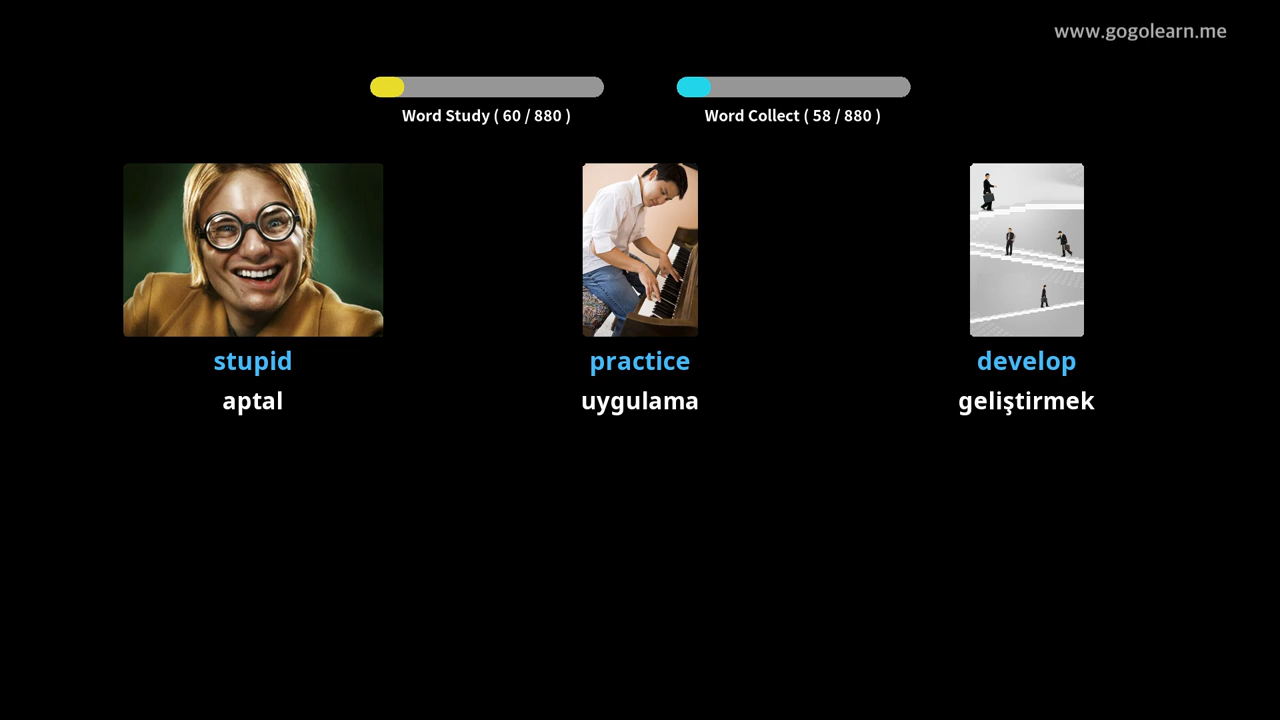 www.gogolearn.me
Word Study ( 60 / 880 )
Word Collect ( 58 / 880 )
stupid
aptal
practice
uygulama
develop
geliştirmek